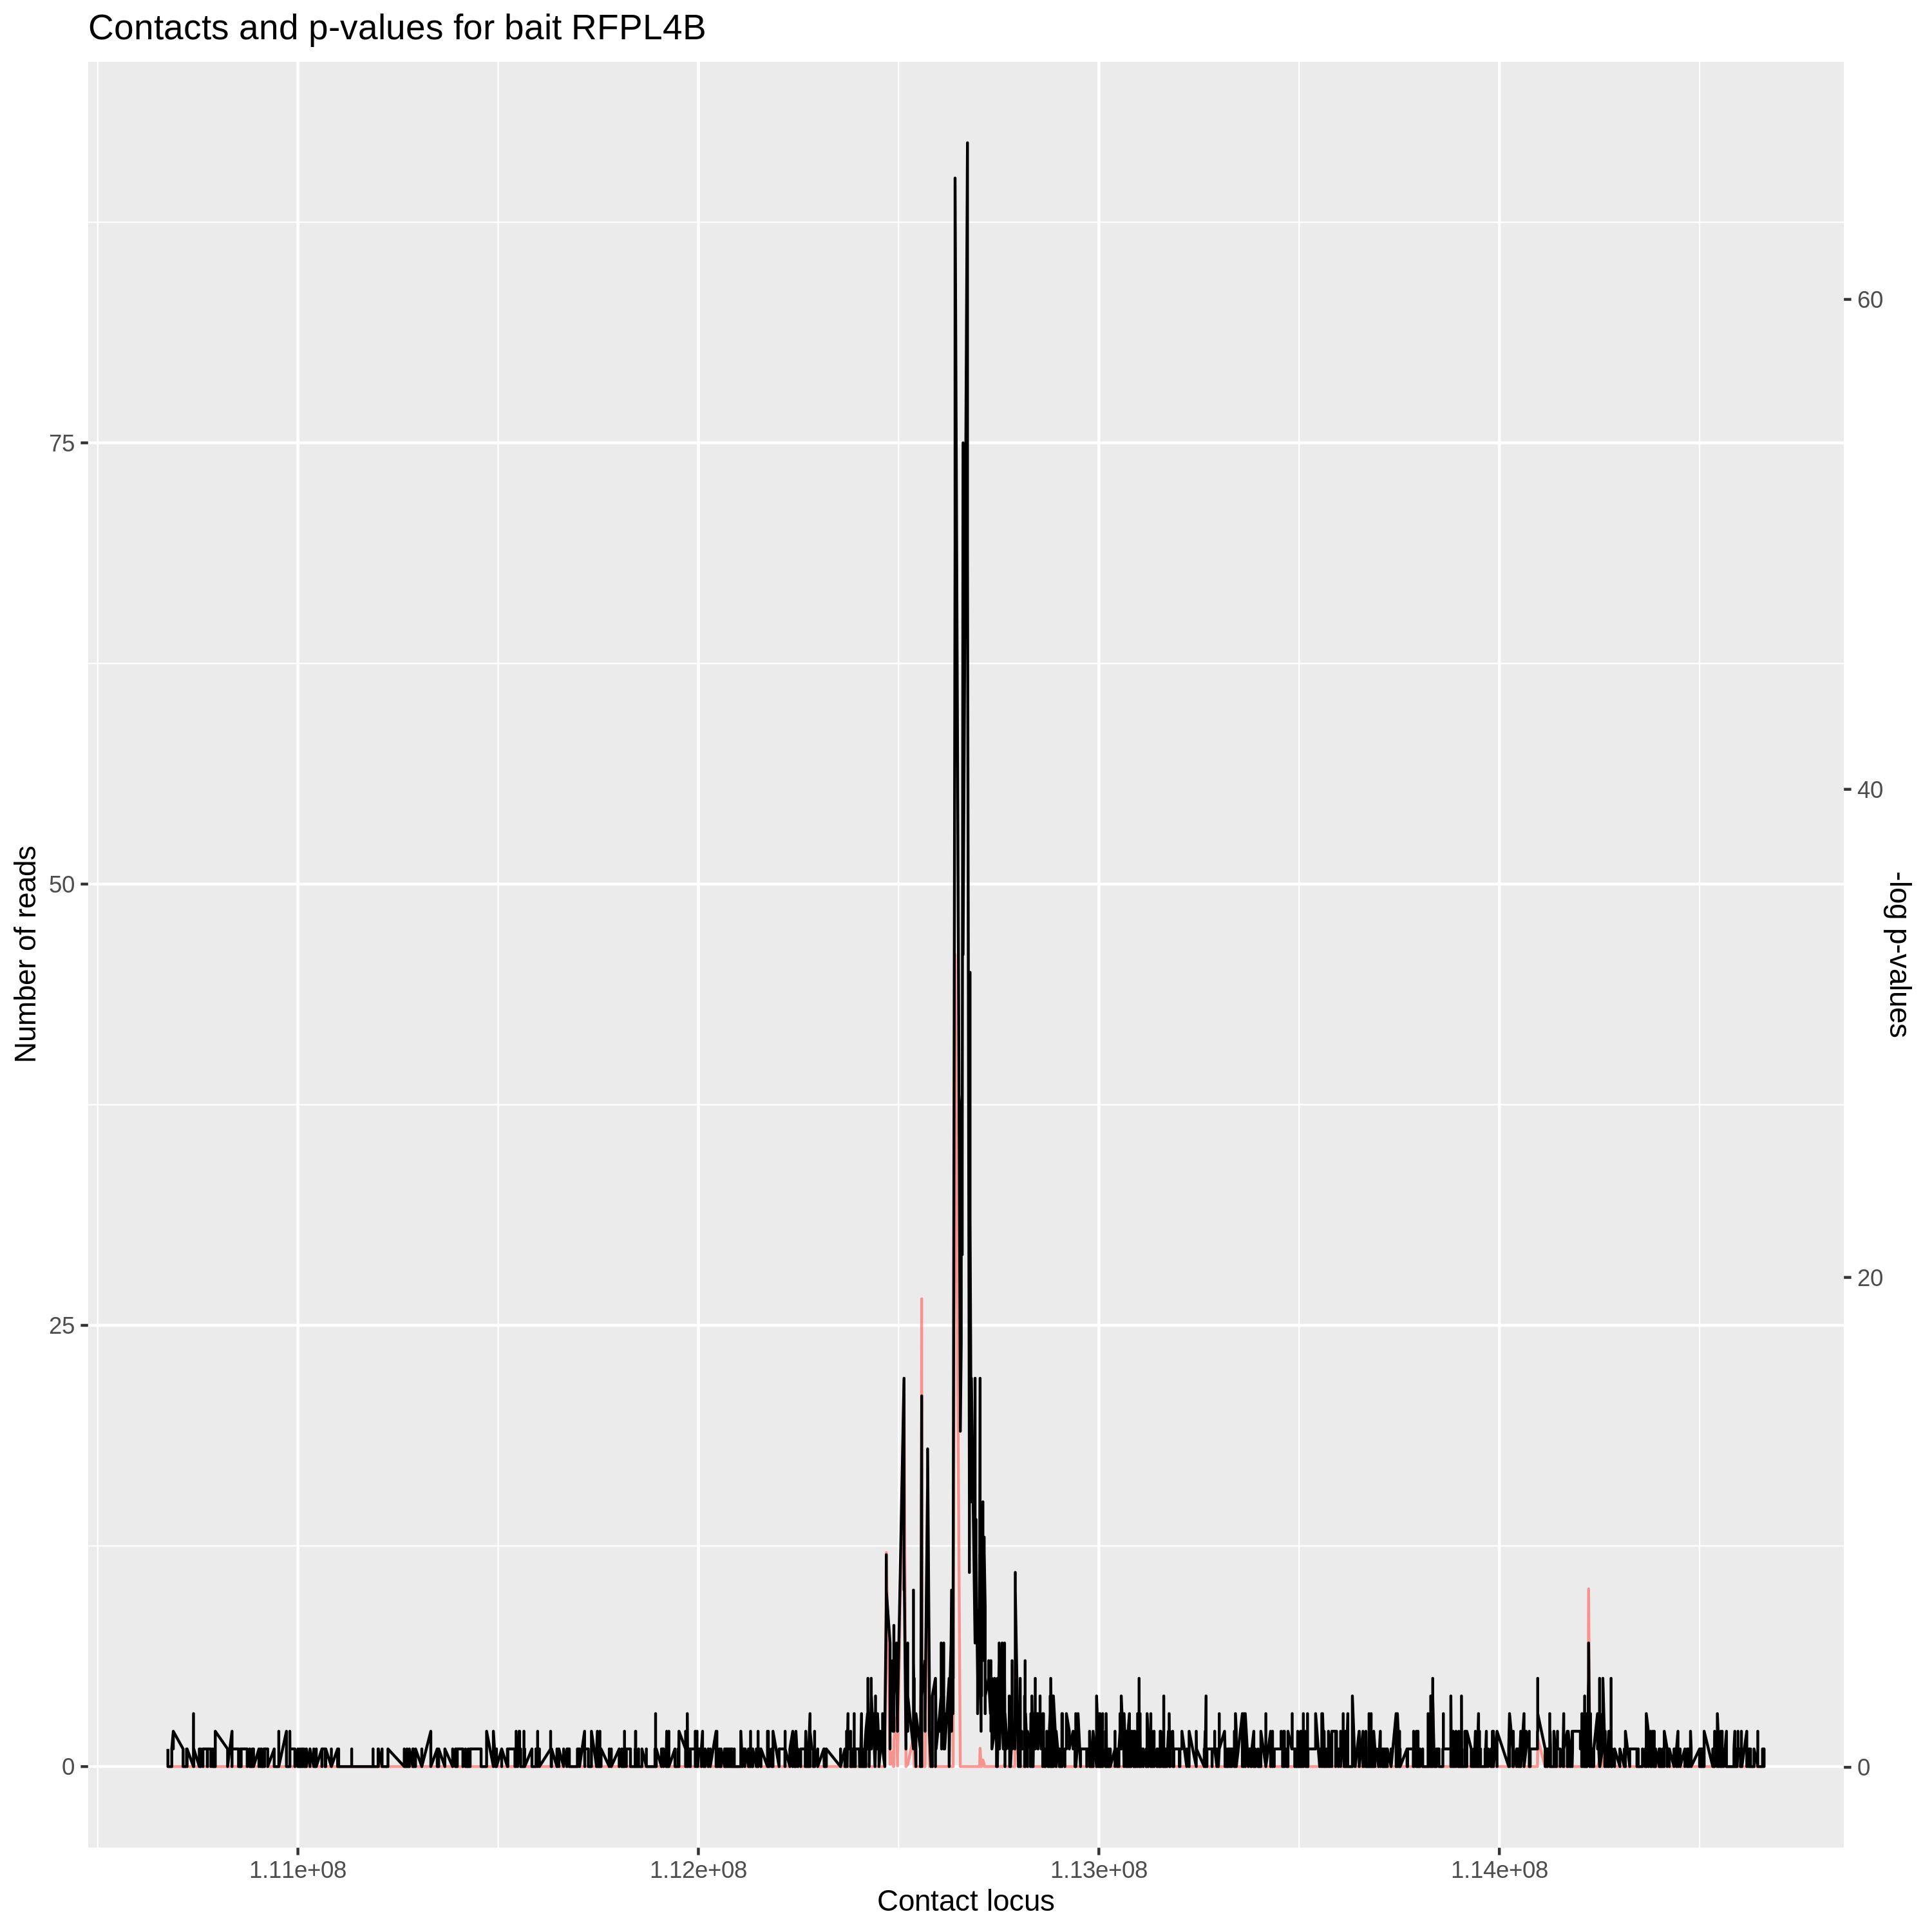 Contacts and p-values for bait RFPL4B
Number of reads
75
50
25
0
60
40
20
0
-log p-values
1.11e+08
1.12e+08
1.13e+08
1.14e+08
Contact locus